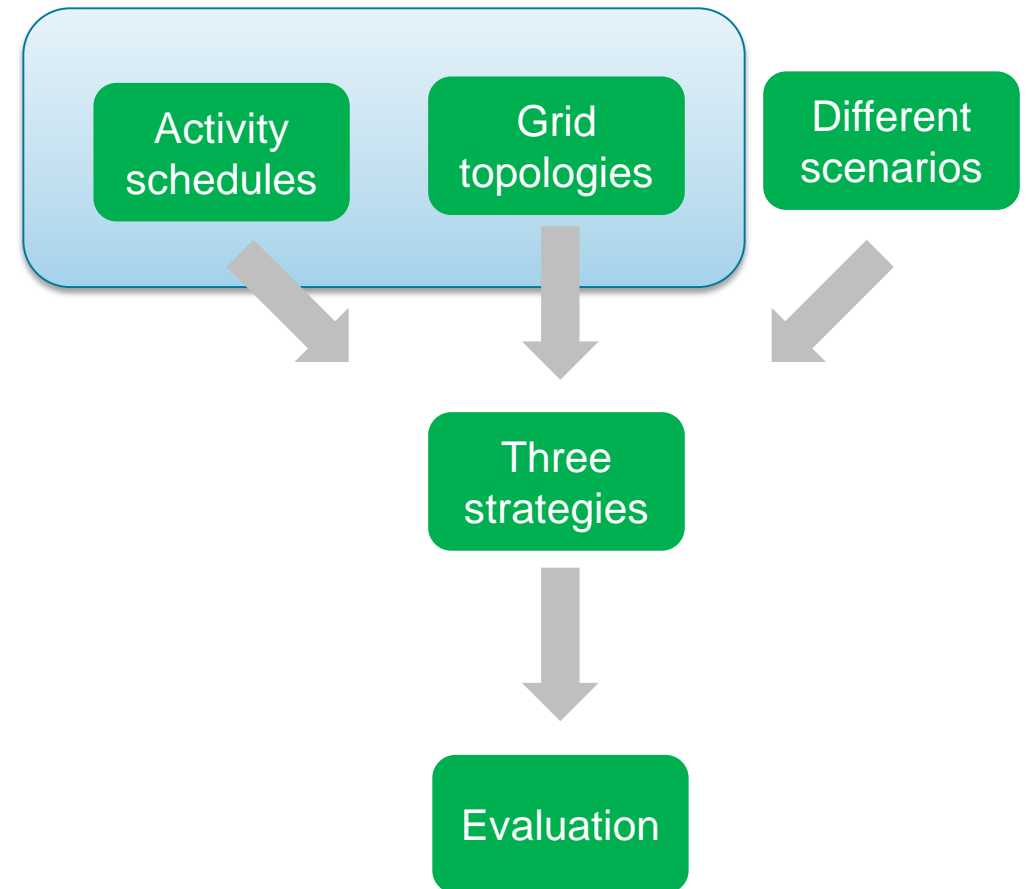 Activity
schedules
Grid
topologies
Different
scenarios
Three
strategies
Evaluation